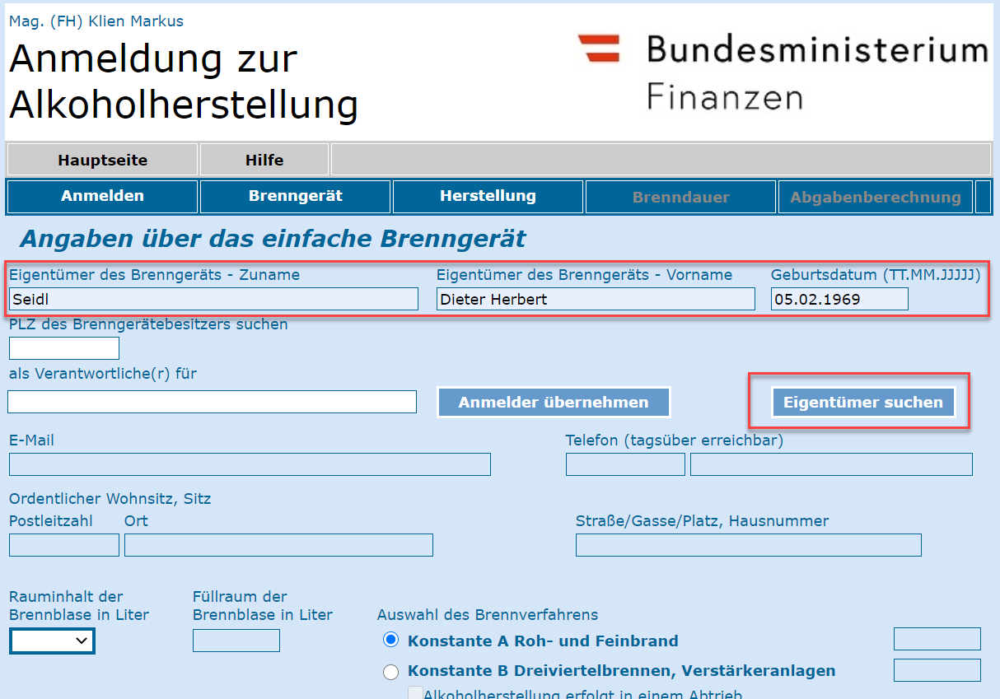 Mag. (FH) Klien Markus
Anmeldung zur
Alkoholherstellung
Bundesministerium
Finanzen
Hauptseite
Hilfe
Anmelden
Brenngerät
Herstellung
Brenndauer
Abgabenberechnung
Angaben über das einfache Brenngerät
Eigentümer des Brenngeräts - Zuname
Eigentümer des Brenngeräts - Vorname
Geburtsdatum (TT.MM.JJJJJ)
Seidl
Dieter Herbert
05.02.1969
PLZ des Brenngerätebesitzers suchen
als Verantwortliche(r) für
Anmelder übernehmen
Eigentümer suchen
E-Mail
Telefon (tagsüber erreichbar)
Ordentlicher Wohnsitz, Sitz
Postleitzahl
Ort
Straße/Gasse/Platz, Hausnummer
Rauminhalt der
Brennblase in Liter
Füllraum der
Brennblase in Liter
Auswahl des Brennverfahrens
Konstante A Roh- und Feinbrand
Konstante B Dreiviertelbrennen, Verstärkeranlagen
Alkoholherstellung erfolgt in einem Abtrieb